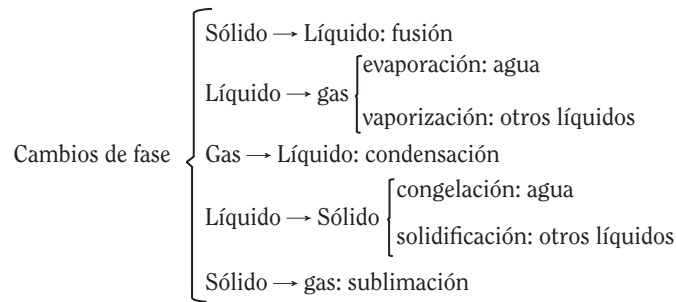 Sólido → Líquido: fusión
Líquido → gas
evaporación: agua
vaporización: otros líquidos
Cambios de fase
Gas → Líquido: condensación
Líquido → Sólido
congelación: agua
solidificación: otros líquidos
Sólido → gas: sublimación